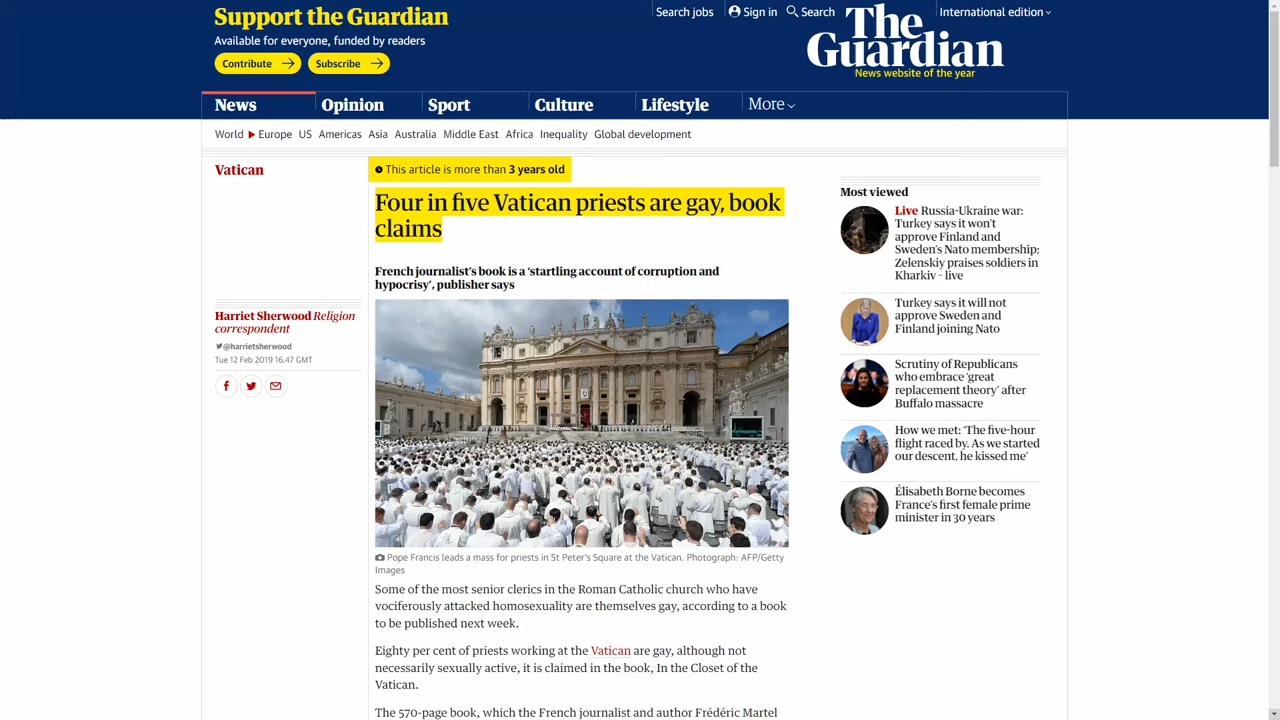 Support the Guardian
Available for everyone, funded by readers
Contribute
Subscribe
Search jobs
Sign in
Search
International edition
The
Guardian
News website of the year
News
Opinion
Sport
Culture
Lifestyle
More
World
Europe
US
Americas
Asia
Australia
Middle East
Africa
Inequality
Global development
Vatican
This article is more than 3 years old
Four in five Vatican priests are gay, book
claims
French journalist's book is a ‘startling account of corruption and
hypocrisy’, publisher says
Harriet Sherwood Religion
correspondent
@harrietsherwood
Tue 12 Feb 2019 16.47 GMT
Pope Francis leads a mass for priests in St Peter's Square at the Vatican. Photograph: AFP/Getty
Images
Some of the most senior clerics in the Roman Catholic church who have
vociferously attacked homosexuality are themselves gay, according to a book
to be published next week.
Eighty per cent of priests working at the Vatican are gay, although not
necessarily sexually active, it is claimed in the book, In the Closet of the
Vatican.
The 570-page book, which the French journalist and author Frédéric Martel
Most viewed
Live Russia-Ukraine war:
Turkey says it won't
approve Finland and
Sweden's Nato membership;
Zelenskiy praises soldiers in
Kharkiv – live
Turkey says it will not
approve Sweden and
Finland joining Nato
Scrutiny of Republicans
who embrace ‘great
replacement theory’ after
Buffalo massacre
How we met: ‘The five-hour
flight raced by. As we started
our descent, he kissed me’
Élisabeth Borne becomes
France's first female prime
minister in 30 years